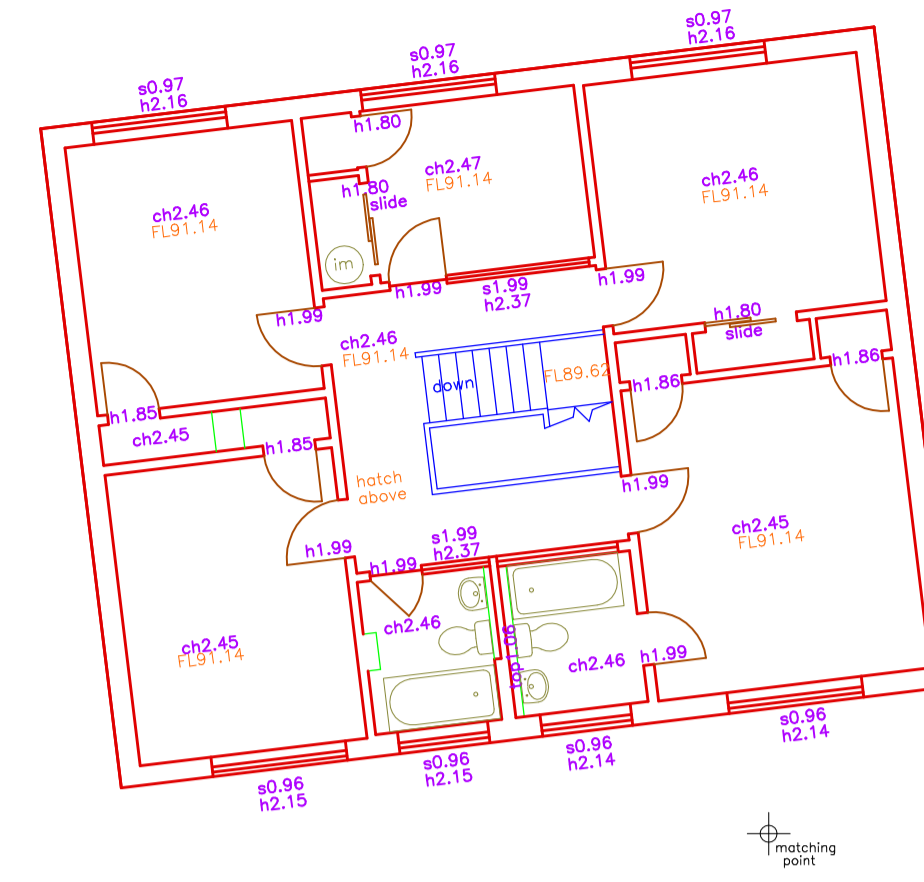 s0.97
h2.16
s0.97
h2.16
s0.97
h2.16
h1.80
ch2.47
FL91.14
h1.80
slide
ch2.46
FL91.14
ch2.46
FL91.14
im
h1.99
s1.99
h2.37
h1.99
h1.99
ch2.46
FL91.14
h1.80
slide
down
FL89.62
h1.86
h1.86
h1.85
ch2.45
h1.85
hatch
above
h1.99
h1.99
s1.99
h2.37
h1.99
ch2.45
FL91.14
ch2.45
FL91.14
ch2.46
top1.06
ch2.46
h1.99
s0.96
h2.15
s0.96
h2.15
s0.96
h2.14
s0.96
h2.14
matching
point